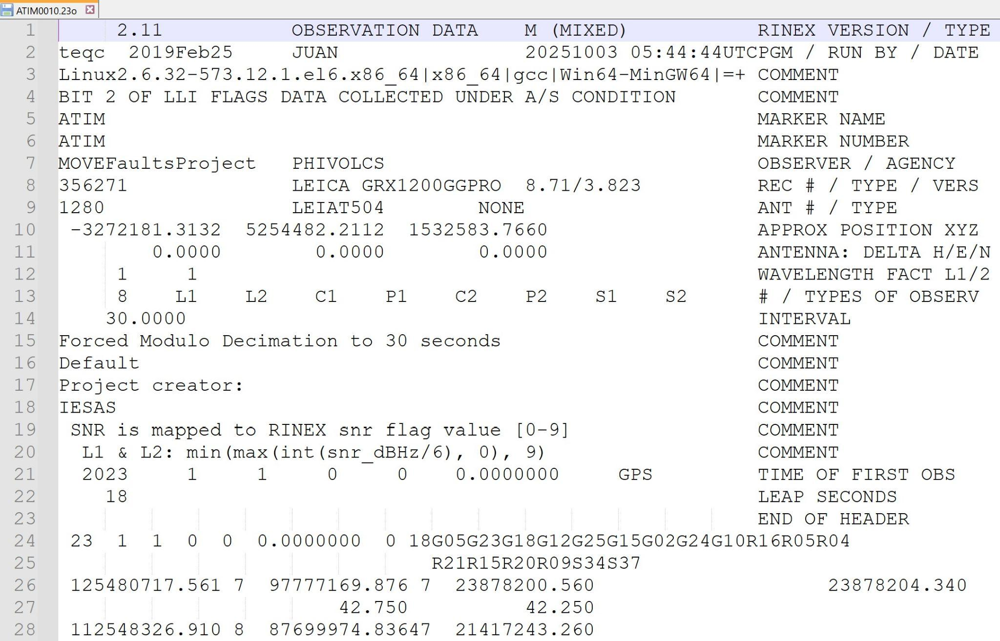 ATIM0010.23o
1 2.11 OBSERVATION DATA M (MIXED) RINEX VERSION / TYPE
2 teqc 2019Feb25 JUAN 20251003 05:44:44UTCPGM / RUN BY / DATE
3 Linux2.6.32-573.12.1.el6.x86_64|x86_64|gcc|Win64-MinGW64|=+ COMMENT
4 BIT 2 OF LLI FLAGS DATA COLLECTED UNDER A/S CONDITION COMMENT
5 ATIM MARKER NAME
6 ATIM MARKER NUMBER
7 MOVEFaultsProject PHIVOLCS OBSERVER / AGENCY
8 356271 LEICA GRX1200GGPRO 8.71/3.823 REC # / TYPE / VERS
9 1280 LEIAT504 NONE ANT # / TYPE
10 -3272181.3132 5254482.2112 1532583.7660 APPROX POSITION XYZ
11 0.0000 0.0000 0.0000 ANTENNA: DELTA H/E/N
12 1 1 WAVELENGTH FACT L1/2
13 8 L1 L2 C1 P1 C2 P2 S1 S2 # / TYPES OF OBSERV
14 30.0000 INTERVAL
15 Forced Modulo Decimation to 30 seconds COMMENT
16 Default COMMENT
17 Project creator: COMMENT
18 IESAS COMMENT
19 SNR is mapped to RINEX snr flag value [0-9] COMMENT
20 L1 & L2: min(max(int(snr_dBHz/6), 0), 9) COMMENT
21 2023 1 1 0 0 0.0000000 GPS TIME OF FIRST OBS
22 18 LEAP SECONDS
23 END OF HEADER
24 23 1 1 0 0 0.0000000 0 18G05G23G18G12G25G15G02G24G10R16R05R04
25 R21R15R20R09S34S37
26 125480717.561 7 97777169.876 7 23878200.560 23878204.340
27 42.750 42.250
28 112548326.910 8 87699974.83647 21417243.260